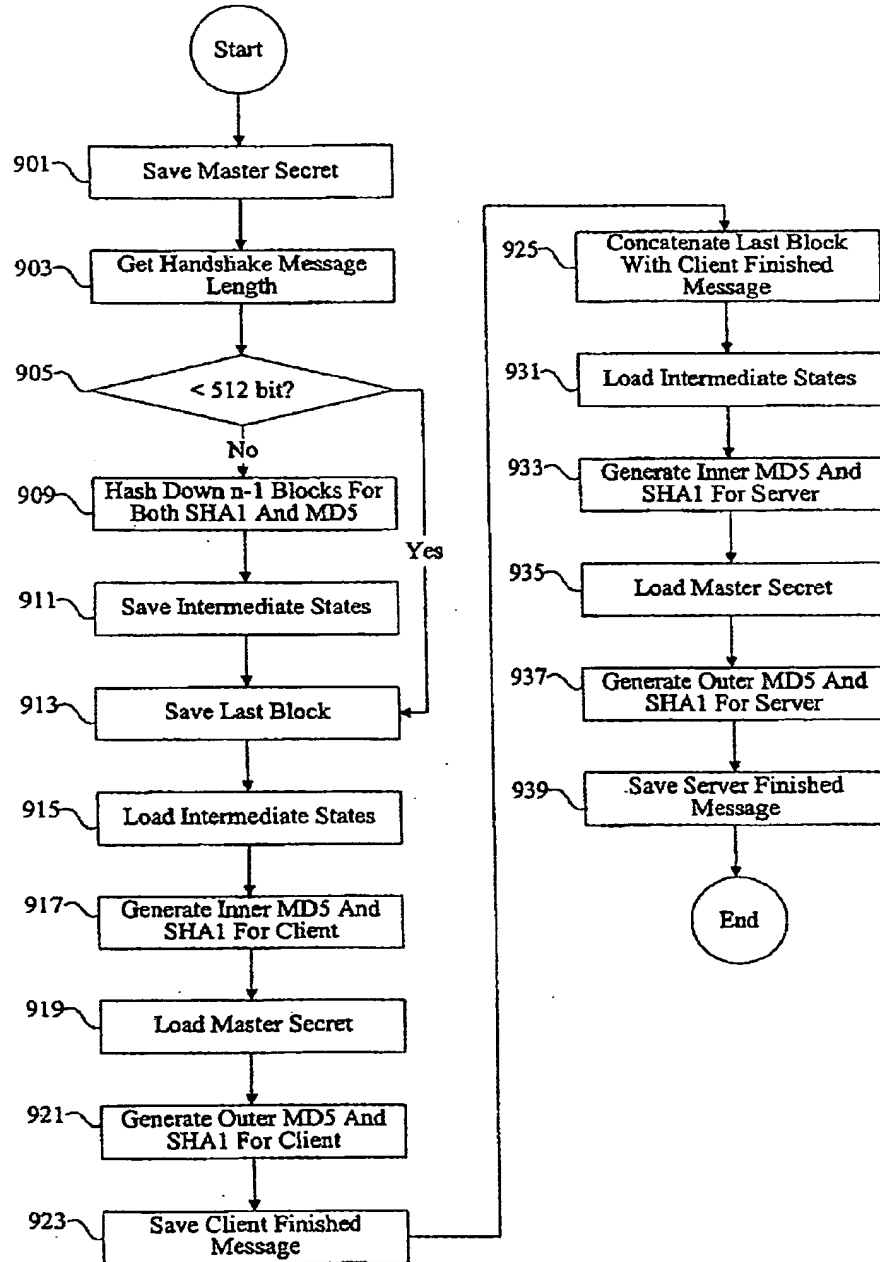 Start
901
Save Master Secret
903
Get Handshake Message
Length
905
< 512 bit?
No
Yes
909
Hash Down n-1 Blocks For
Both SHA1 And MD5
911
Save Intermediate States
913
Save Last Block
915
Load Intermediate States
917
Generate Inner MD5 And
SHA1 For Client
919
Load Master Secret
921
Generate Outer MD5 And
SHA1 For Client
923
Save Client Finished
Message
925
Concatenate Last Block
With Client Finished
Message
931
Load Intermediate States
933
Generate Inner MD5 And
SHA1 For Server
935
Load Master Secret
937
Generate Outer MD5 And
SHA1 For Server
939
Save Server Finished
Message
End